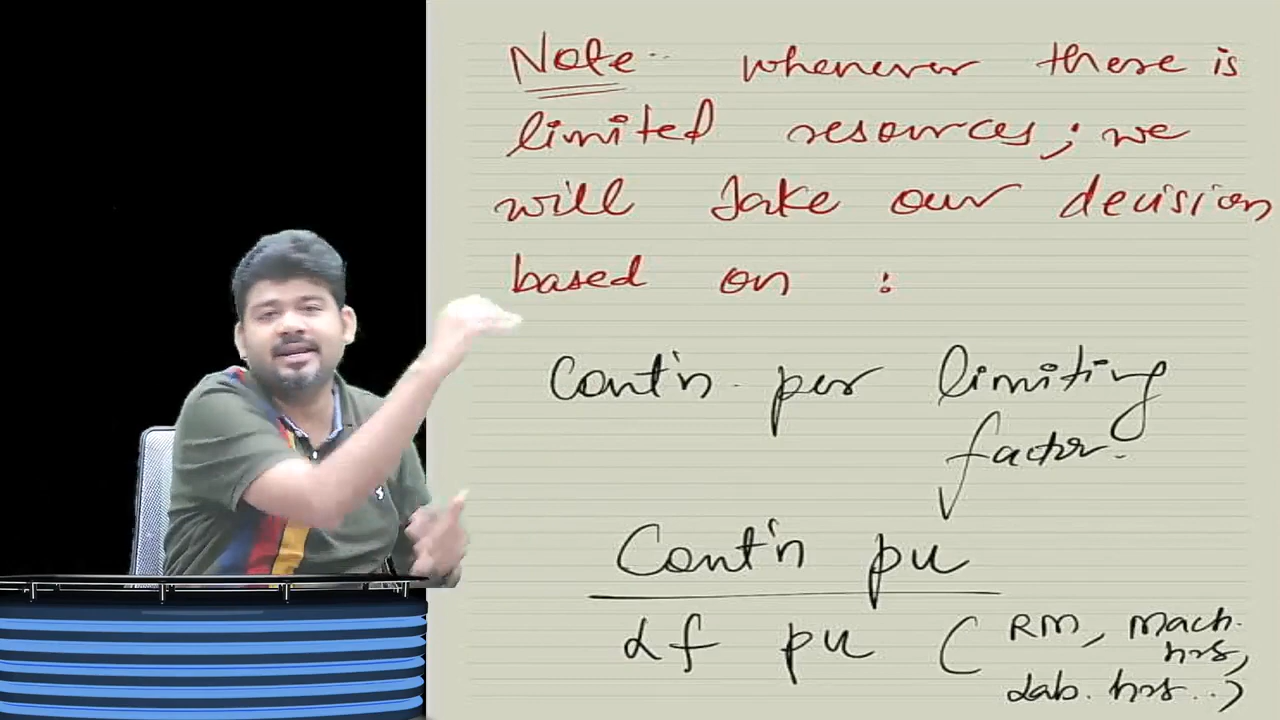 Note:- whenever there is
limited resources; we
will take our decision
based on :
Cont'n. per limiting
factor.
Cont'n pu
Lf pu ( RM, Mach.
hrs,
Lab. hrs..)